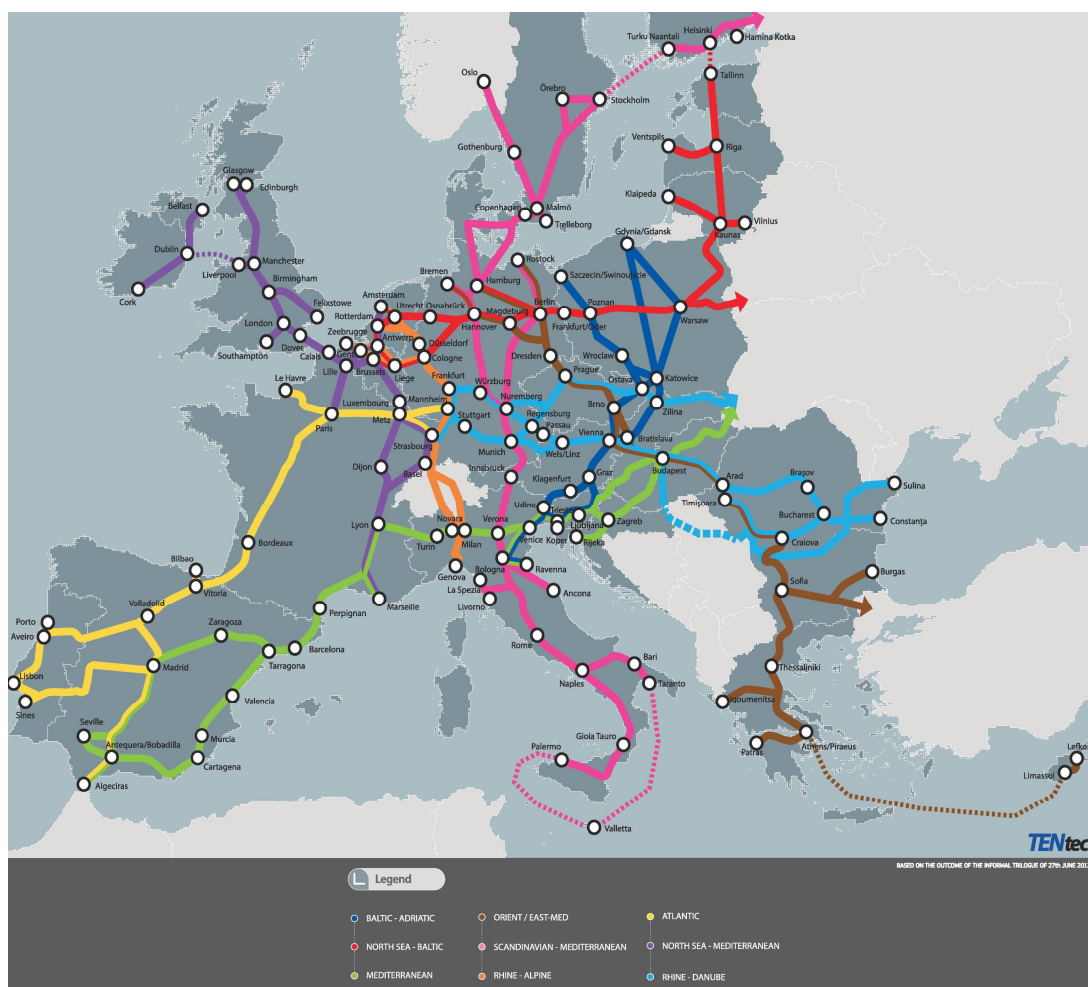 Helsinki
Turku Naantali
Hamina Kotka
Tallinn
Oslo
Örebro
Stockholm
Ventspils
Riga
Gothenburg
Glasgow
Edinburgh
Klaipeda
Belfast
Copenhagen
Malmö
Trelleborg
Vilnius
Kaunas
Gdynia/Gdansk
Dublin
Liverpool
Manchester
Rostock
Bremen
Hamburg
Szczecin/Swinoujscie
Birmingham
Cork
Felixstowe
Amsterdam
Utrecht
Osnabrück
Rotterdam
Magdeburg
Berlin
Poznan
Warsaw
London
Zeebrugge
Hannover
Frankfurt/Oder
Dover
Antwerp
Düsseldorf
Southampton
Calais
Gent
Cologne
Dresden
Wroclaw
Lille
Brussels
Liege
Frankfurt
Prague
Katowice
Le Havre
Würzburg
Ostava
Luxembourg
Mannheim
Nuremberg
Brno
Zilina
Paris
Metz
Stuttgart
Regensburg
Passau
Vienna
Bratislava
Strasbourg
Munich
Wels/Linz
Dijon
Basel
Innsbruck
Budapest
Graz
Klagenfurt
Arad
Braşov
Sulina
Timişoara
Udine
Trieste
Ljubljana
Zagreb
Bucharest
Constanţa
Lyon
Novara
Verona
Turin
Milan
Venice
Koper
Rijeka
Craiova
Bordeaux
Bilbao
Genova
Bologna
Ravenna
Sofia
Burgas
Vitoria
La Spezia
Livorno
Ancona
Marseille
Valladolid
Perpignan
Porto
Aveiro
Zaragoza
Barcelona
Rome
Madrid
Tarragona
Bari
Thessaliniki
Lisbon
Naples
Taranto
Sines
Valencia
Igoumenitsa
Seville
Murcia
Antequera/Bobadilla
Gioia Tauro
Palermo
Patras
Athens/Piraeus
Cartagena
Algeciras
Limassol
Valletta
TENtec
BASED ON THE OUTCOME OF THE INFORMAL TRILOGUE OF 27th JUNE
Legend
BALTIC - ADRIATIC
ORIENT / EAST-MED
ATLANTIC
NORTH SEA - BALTIC
SCANDINAVIAN - MEDITERRANEAN
NORTH SEA - MEDITERRANEAN
MEDITERRANEAN
RHINE - ALPINE
RHINE - DANUBE